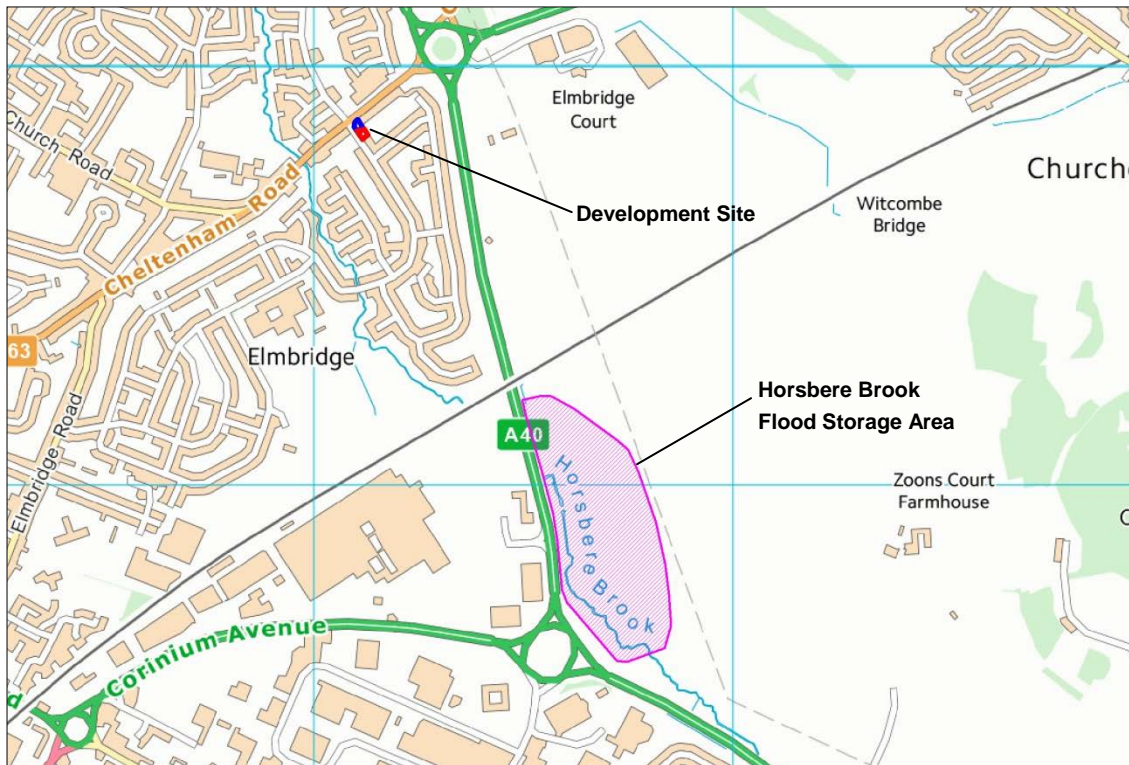 Elmbridge
Court
Church Road
Churchd
Development Site
Witcombe
Bridge
Cheltenham Road
63
Elmbridge
Horsbere Brook
Flood Storage Area
A40
Elmbridge Road
Horsbere Brook
Zoons Court
Farmhouse
Corinium Avenue